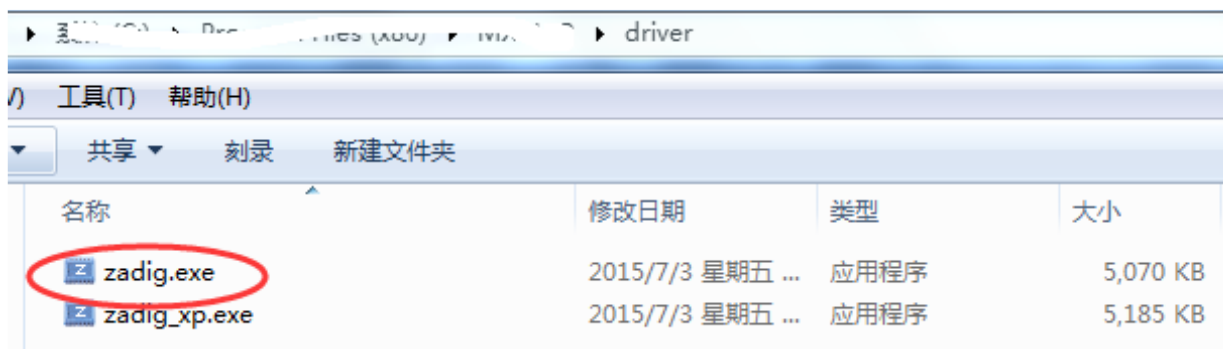 driver
工具(T) 帮助(H)
共享 刻录 新建文件夹
名称 修改日期 类型 大小
zadig.exe 2015/7/3 星期五 ... 应用程序 5,070 KB
zadig_xp.exe 2015/7/3 星期五 ... 应用程序 5,185 KB